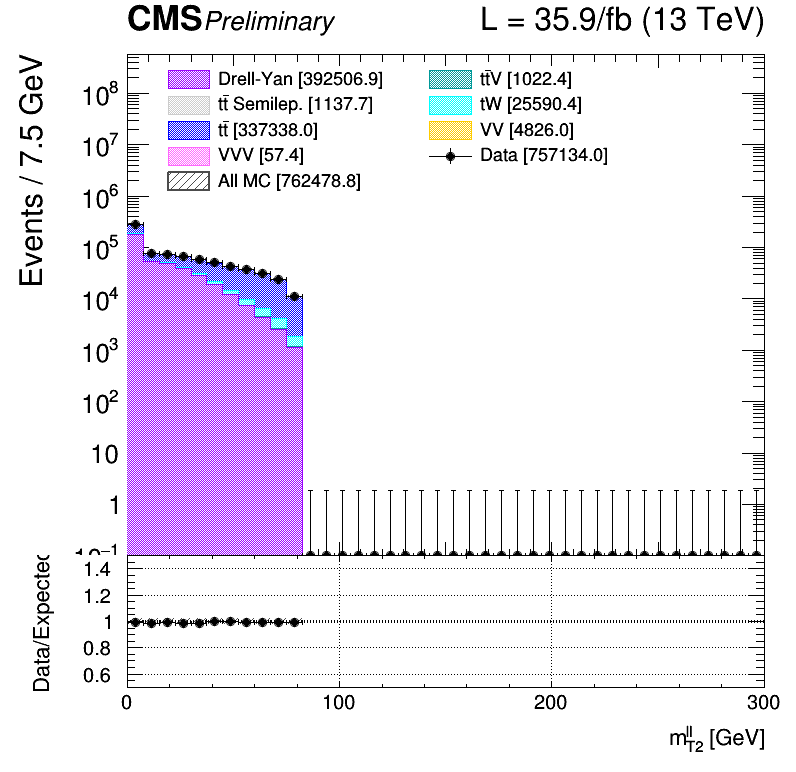 CMS Preliminary L = 35.9/fb (13 TeV)
Events / 7.5 GeV
Drell-Yan [392506.9]
tt̄ Semilep. [1137.7]
tt̄ [337338.0]
VVV [57.4]
All MC [762478.8]
tt̄V [1022.4]
tW [25590.4]
VV [4826.0]
Data [757134.0]
10⁸
10⁷
10⁶
10⁵
10⁴
10³
10²
10
1
10⁻¹
Data/Expected
1.4
1.2
1
0.8
0.6
0 100 200 300
m_{T2}^{ll} [GeV]